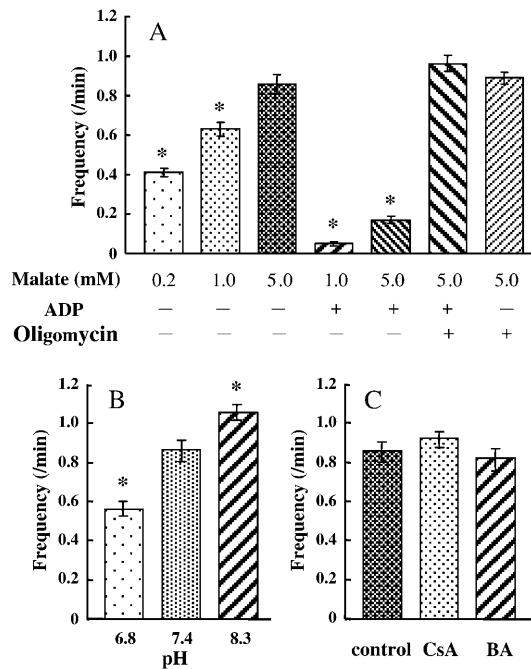 A
1.2
1.0
0.8
0.6
0.4
0.2
0
Frequency (/min)
* * * *
Malate (mM) 0.2 1.0 5.0 1.0 5.0 5.0 5.0
ADP − − − + + + −
Oligomycin − − − − − + +
B
1.2
1.0
0.8
0.6
0.4
0.2
0
Frequency (/min)
* *
6.8 7.4 8.3
pH
C
1.2
1.0
0.8
0.6
0.4
0.2
0
Frequency (/min)
control CsA BA